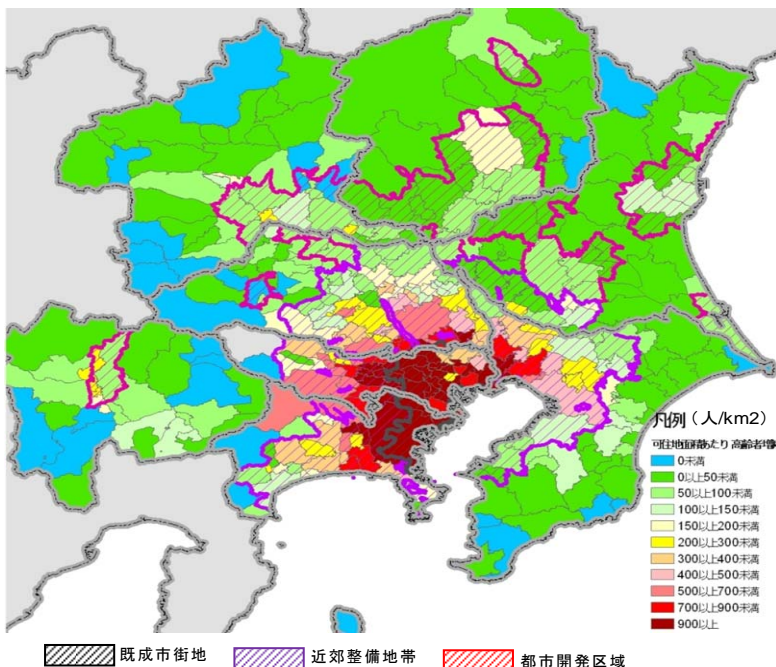 凡例（人/km2）
可住地面積あたり高齢者増
0未満
0以上50未満
50以上100未満
100以上150未満
150以上200未満
200以上300未満
300以上400未満
400以上500未満
500以上700未満
700以上900未満
900以上
既成市街地
近郊整備地帯
都市開発区域